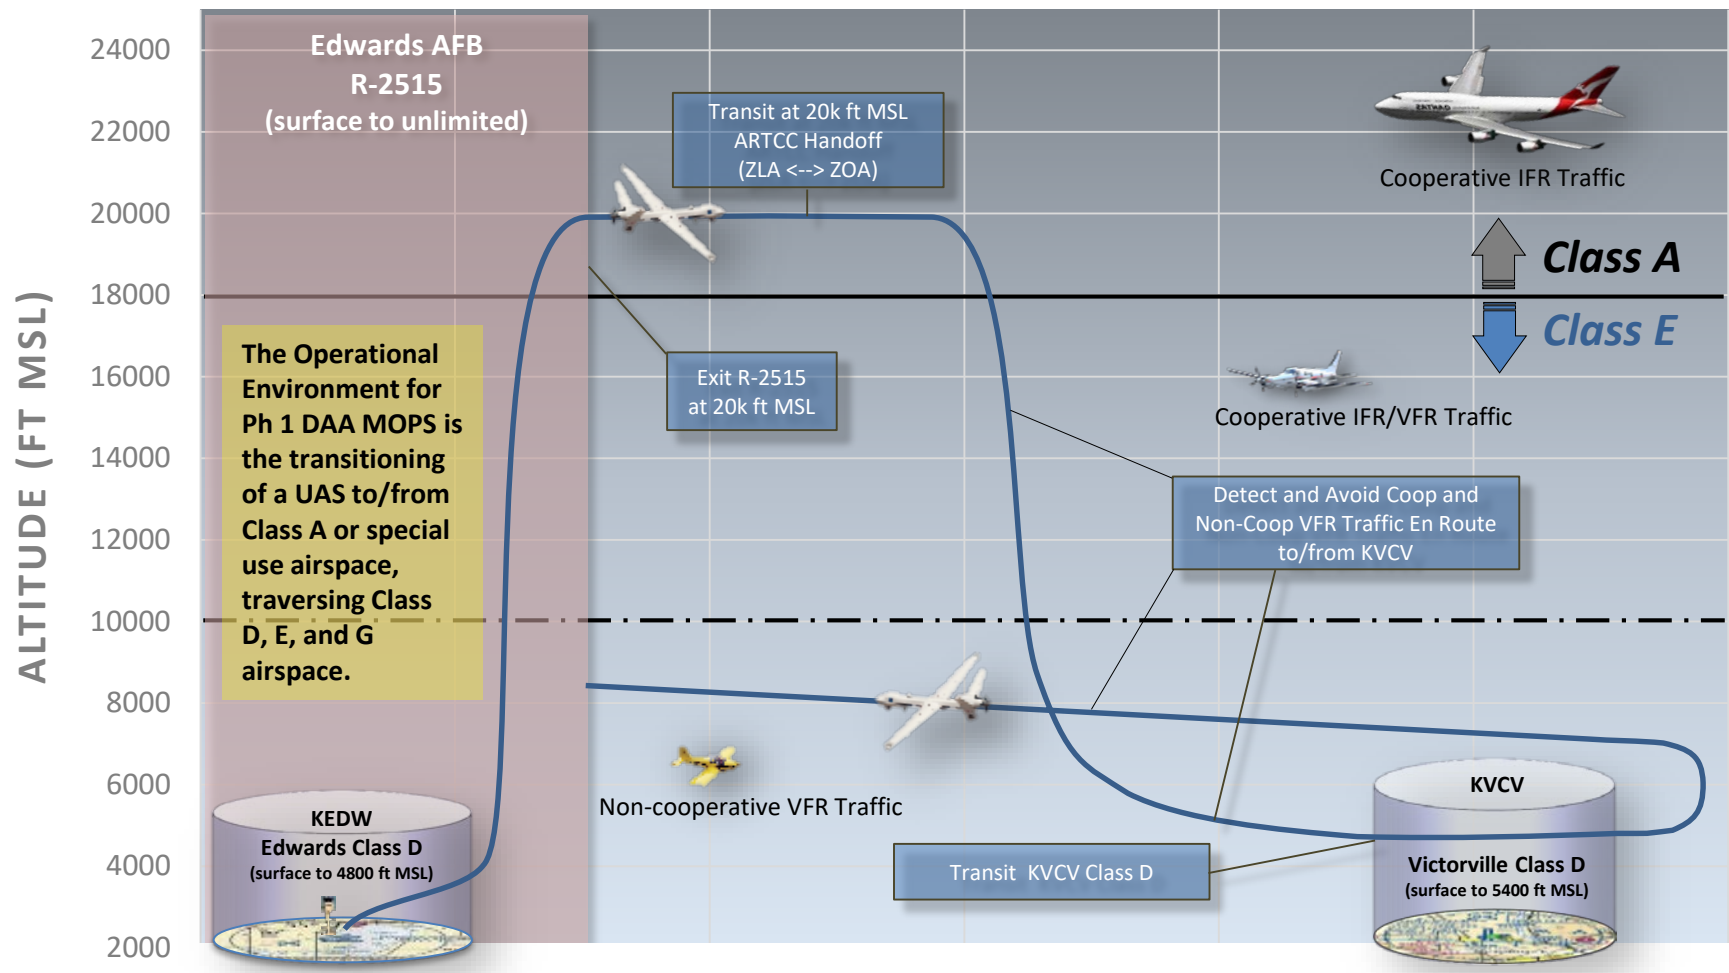 Edwards AFB
R-2515
(surface to unlimited)
Transit at 20k ft MSL
ARTCC Handoff
(ZLA <--> ZOA)
Cooperative IFR Traffic
Class A
Class E
Exit R-2515
at 20k ft MSL
Cooperative IFR/VFR Traffic
The Operational
Environment for
Ph 1 DAA MOPS is
the transitioning
of a UAS to/from
Class A or special
use airspace,
traversing Class
D, E, and G
airspace.
Detect and Avoid Coop and
Non-Coop VFR Traffic En Route
to/from KVCV
Non-cooperative VFR Traffic
KEDW
Edwards Class D
(surface to 4800 ft MSL)
Transit KVCV Class D
KVCV
Victorville Class D
(surface to 5400 ft MSL)
ALTITUDE (FT MSL)
24000
22000
20000
18000
16000
14000
12000
10000
8000
6000
4000
2000